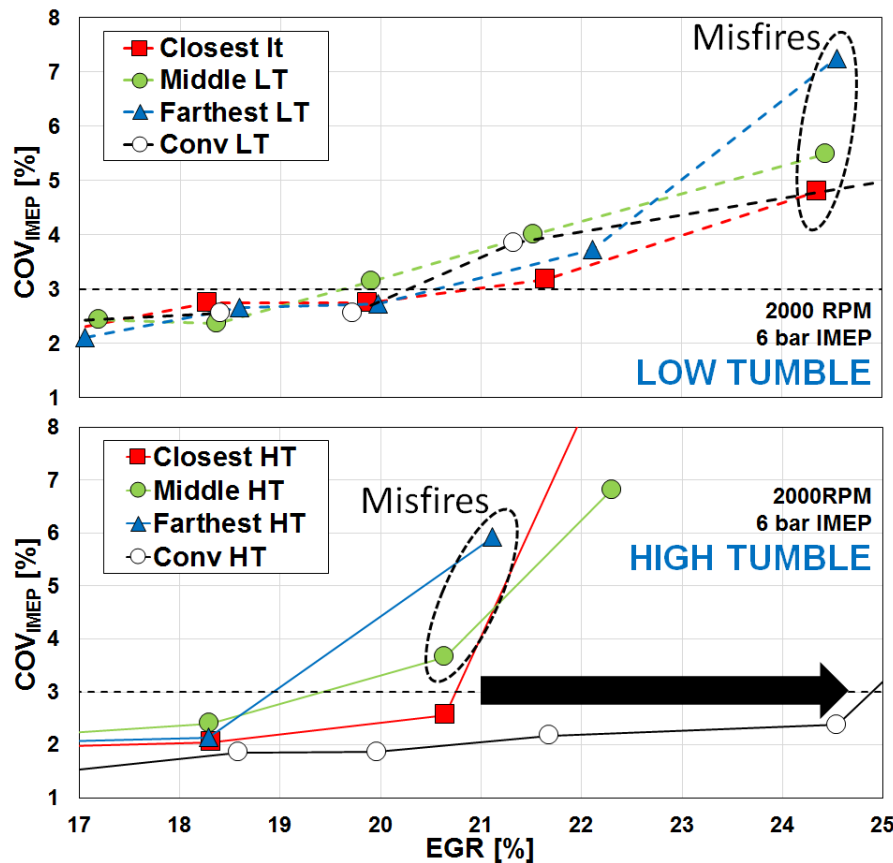 8
7
6
5
4
3
2
1
COV_IMEP [%]
Closest lt
Middle LT
Farthest LT
Conv LT
Misfires
2000 RPM
6 bar IMEP
LOW TUMBLE
8
7
6
5
4
3
2
1
COV_IMEP [%]
Closest HT
Middle HT
Farthest HT
Conv HT
Misfires
2000RPM
6 bar IMEP
HIGH TUMBLE
17 18 19 20 21 22 23 24 25
EGR [%]